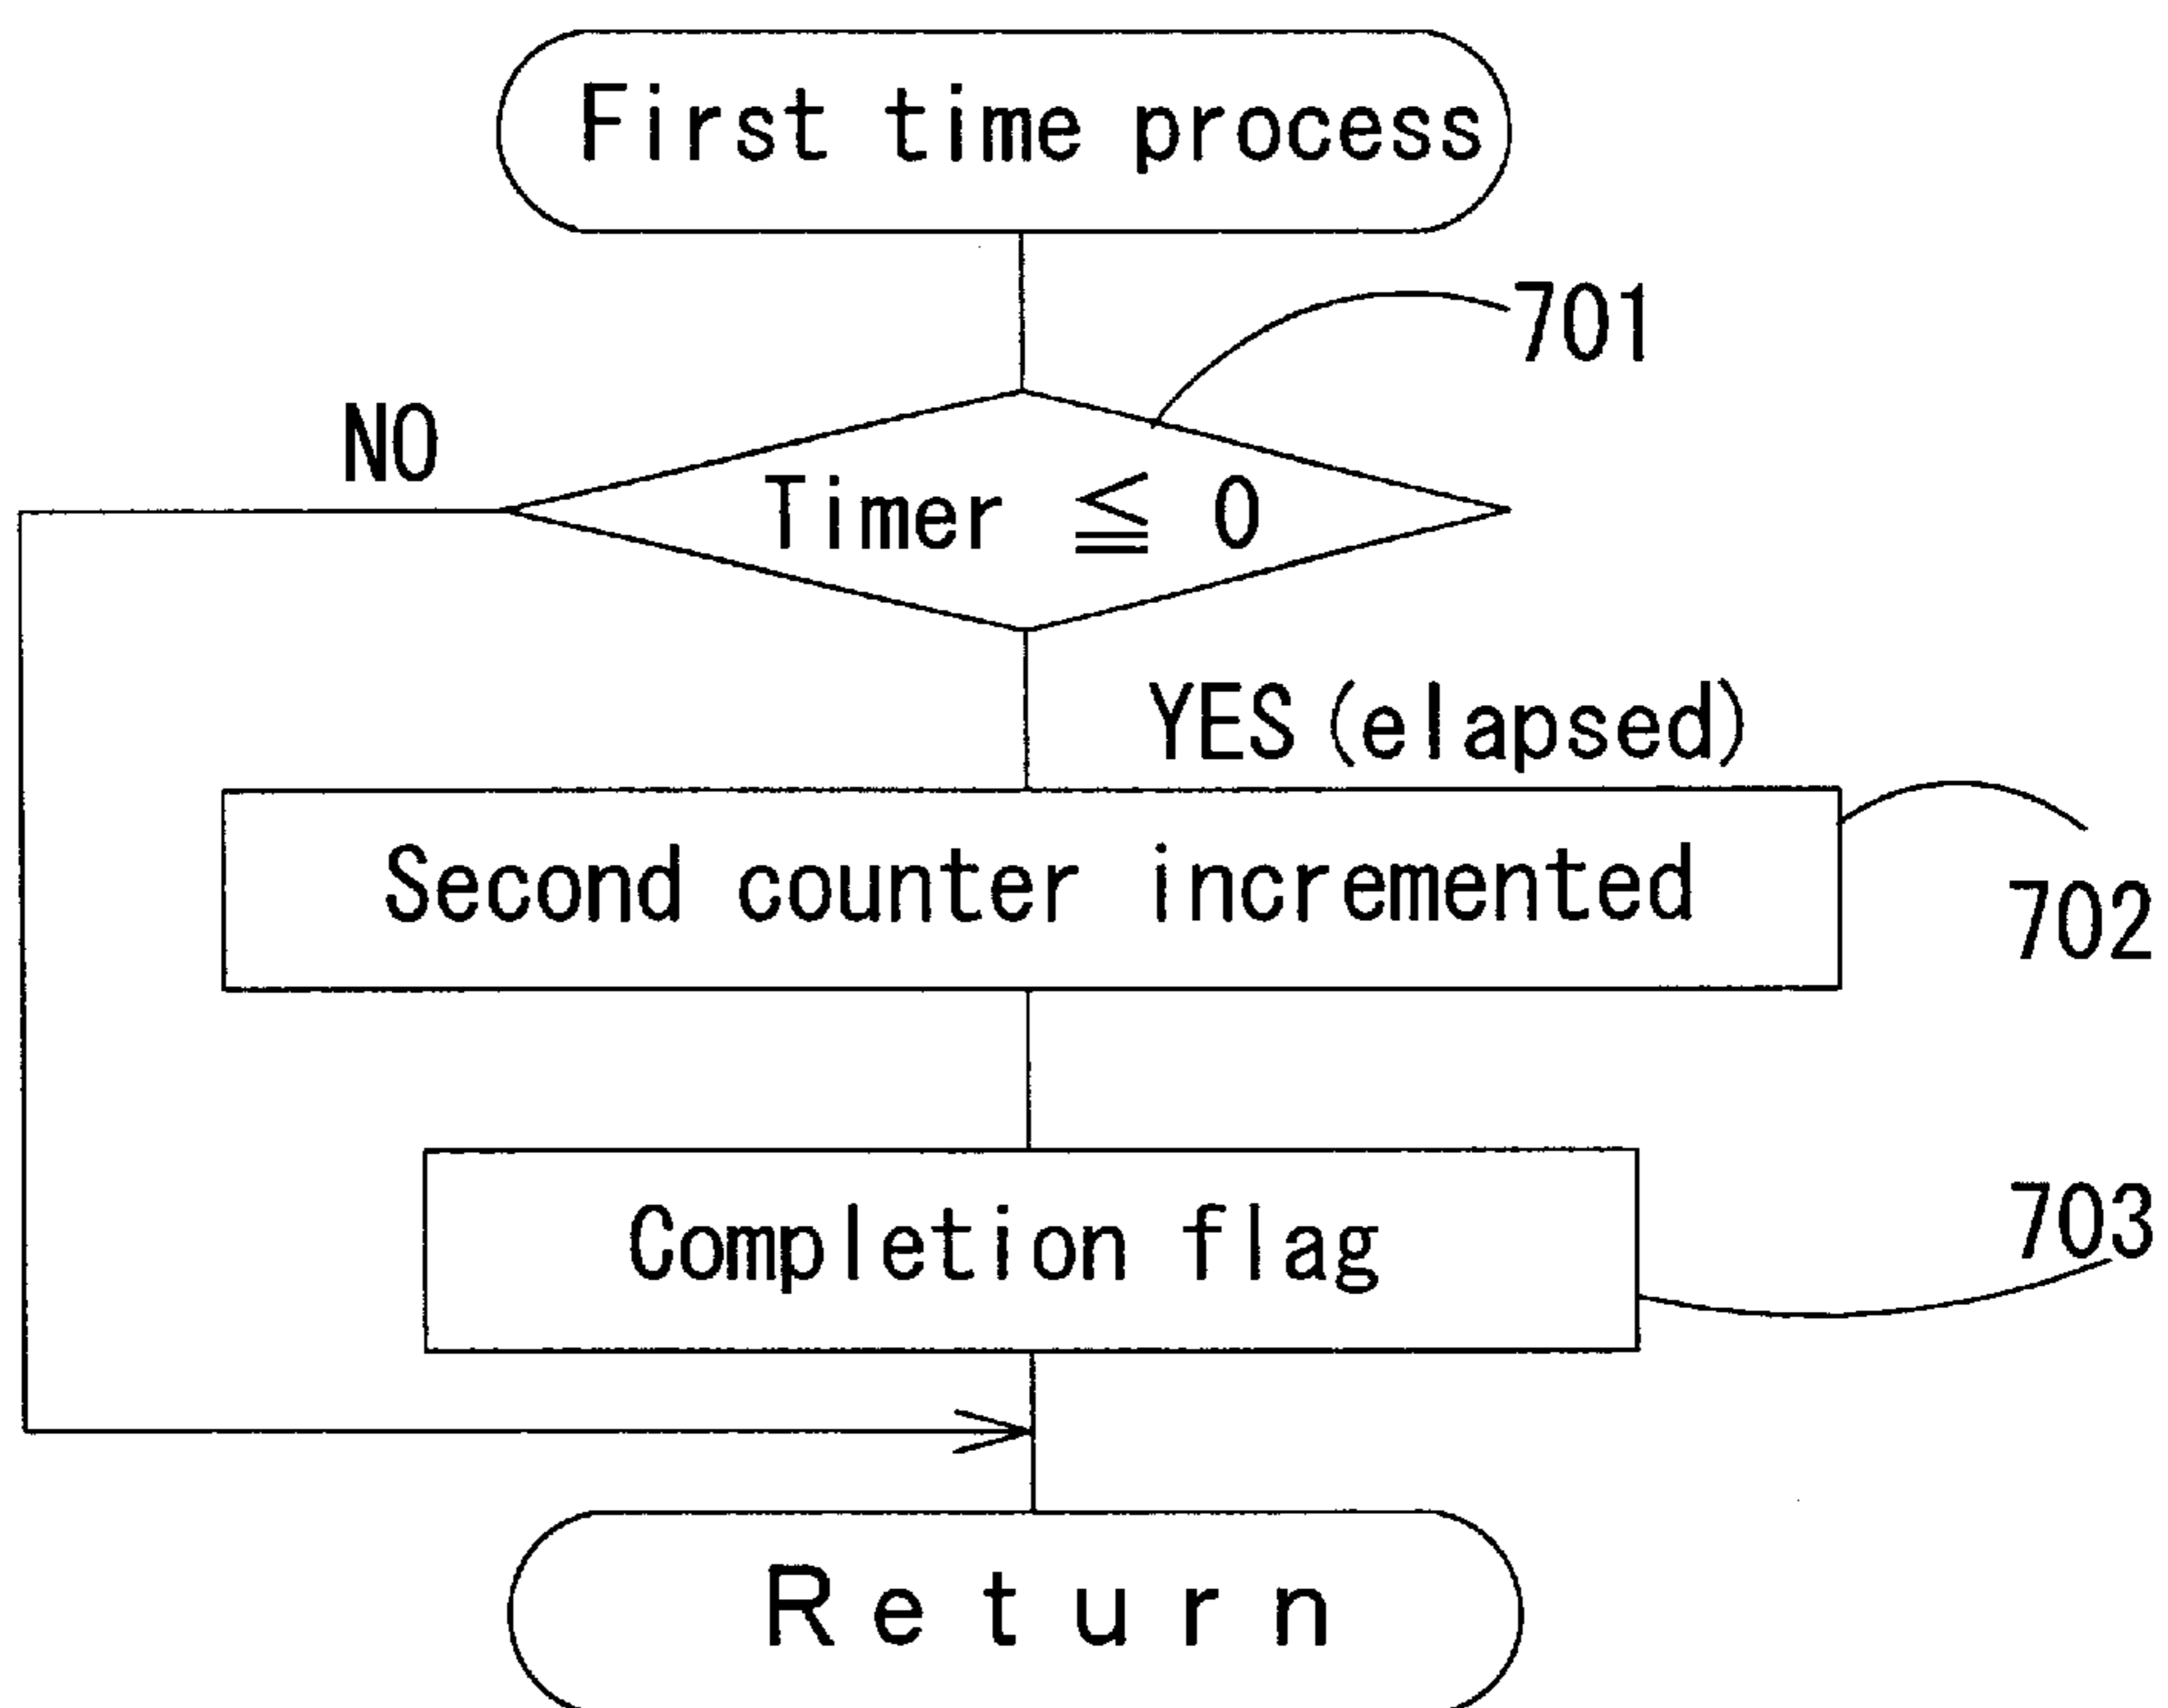 First time process
701
NO
Timer ≦ 0
YES (elapsed)
Second counter incremented
702
Completion flag
703
Return